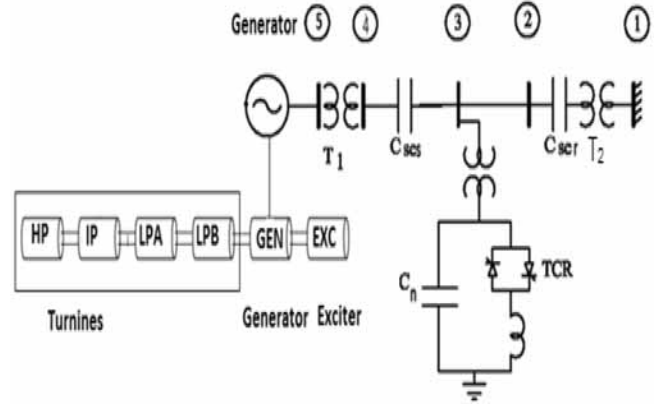 Generator 5 4 3 2 1
T1
Cscs
Cscr T2
HP IP LPA LPB GEN EXC
TCR
Cn
Turnines
Generator Exciter